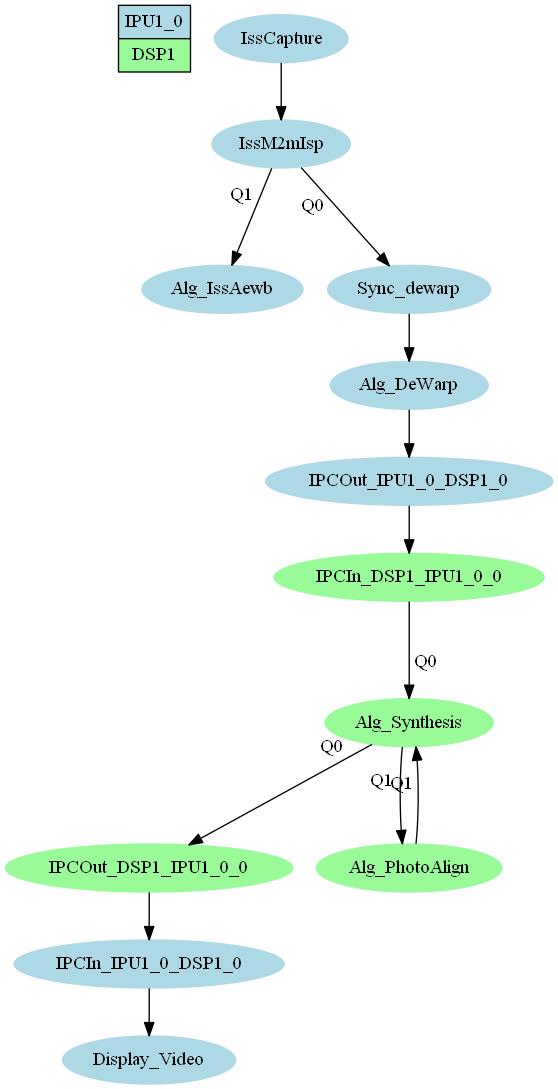 IPU1_0
DSP1
IssCapture
IssM2mIsp
Q1
Q0
Alg_IssAewb
Sync_dewarp
Alg_DeWarp
IPCOut_IPU1_0_DSP1_0
IPCIn_DSP1_IPU1_0_0
Q0
Alg_Synthesis
Q0
Q1
Q1
IPCOut_DSP1_IPU1_0_0
Alg_PhotoAlign
IPCIn_IPU1_0_DSP1_0
Display_Video